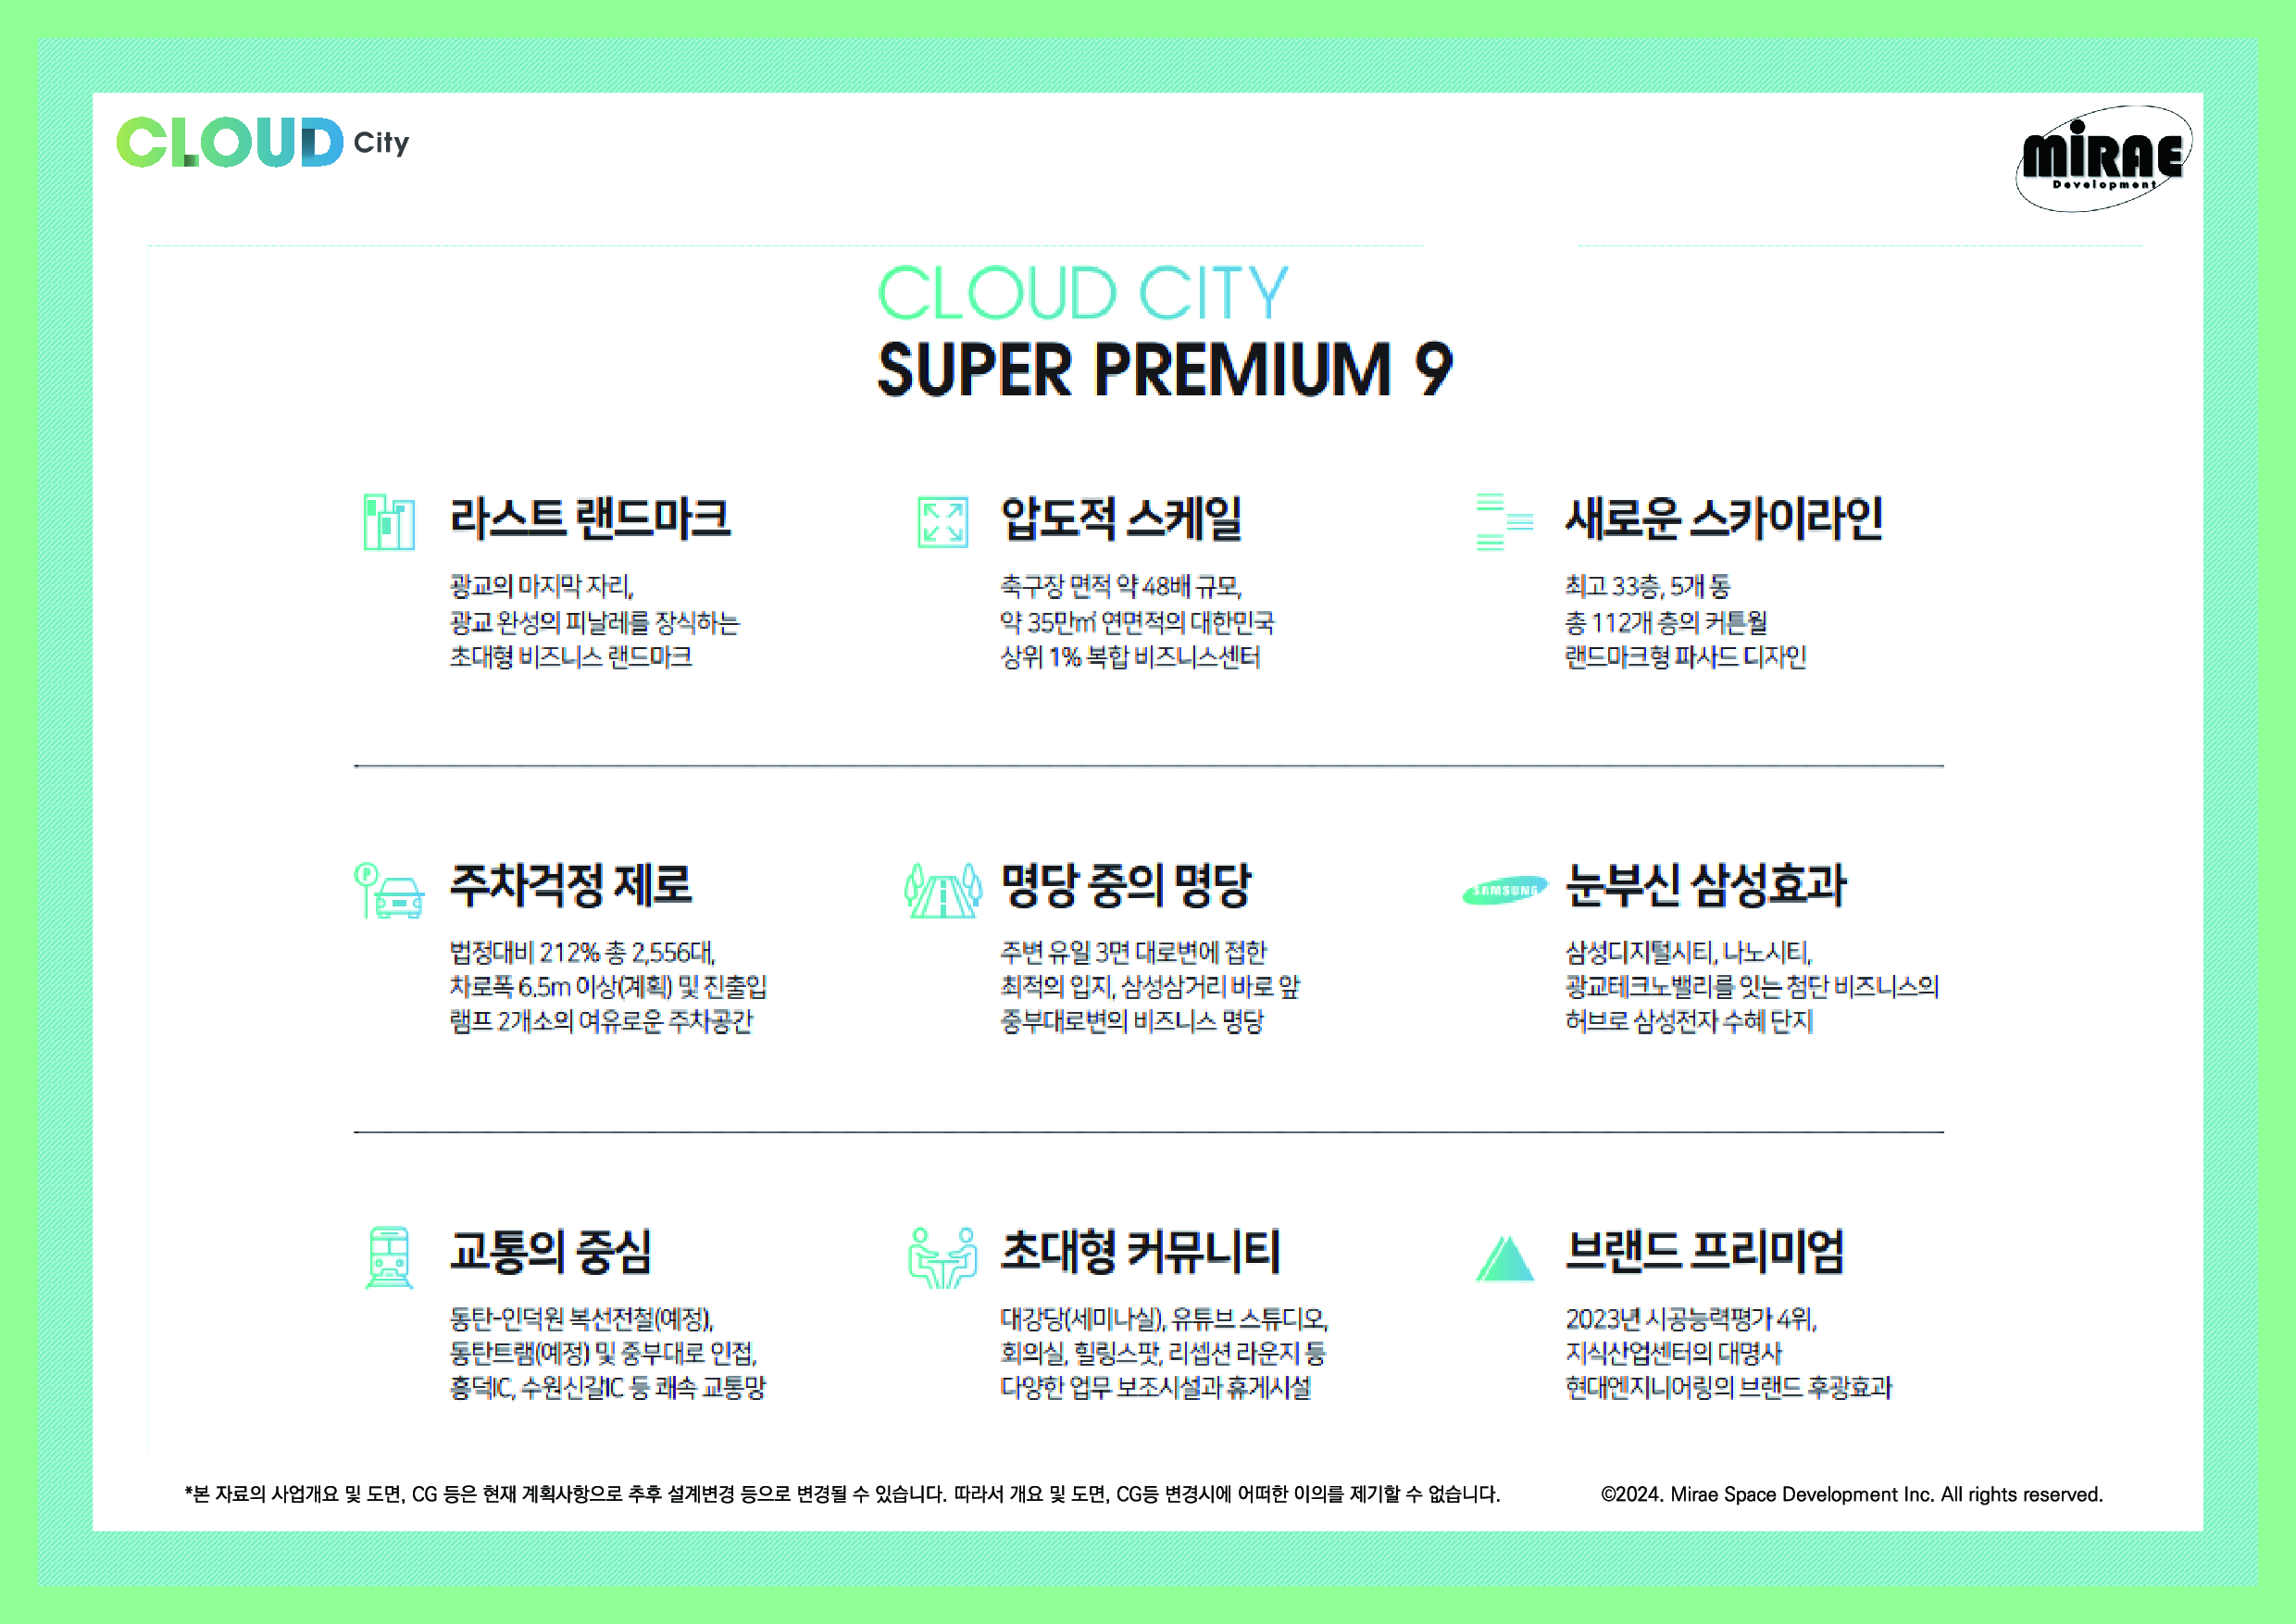 CLOUD City
MiRAE
Development
CLOUD CITY
SUPER PREMIUM 9
라스트 랜드마크
광교의 마지막 자리,
광교 완성의 피날레를 장식하는
초대형 비즈니스 랜드마크
압도적 스케일
축구장 면적 약 48배 규모,
약 35만㎡ 연면적의 대한민국
상위 1% 복합 비즈니스센터
새로운 스카이라인
최고 33층, 5개 동
총 112개 층의 커튼월
랜드마크형 파사드 디자인
주차걱정 제로
법정대비 212% 총 2,556대,
차로폭 6.5m 이상(계획) 및 진출입
램프 2개소의 여유로운 주차공간
명당 중의 명당
주변 유일 3면 대로변에 접한
최적의 입지, 삼성삼거리 바로 앞
중부대로변의 비즈니스 명당
SAMSUNG
눈부신 삼성효과
삼성디지털시티, 나노시티,
광교테크노밸리를 잇는 첨단 비즈니스의
허브로 삼성전자 수혜 단지
교통의 중심
동탄-인덕원 복선전철(예정),
동탄트램(예정) 및 중부대로 인접,
흥덕IC, 수원신갈IC 등 쾌속 교통망
초대형 커뮤니티
대강당(세미나실), 유튜브 스튜디오,
회의실, 힐링스팟, 리셉션 라운지 등
다양한 업무 보조시설과 휴게시설
브랜드 프리미엄
2023년 시공능력평가 4위,
지식산업센터의 대명사
현대엔지니어링의 브랜드 후광효과
*본 자료의 사업개요 및 도면, CG 등은 현재 계획사항으로 추후 설계변경 등으로 변경될 수 있습니다. 따라서 개요 및 도면, CG등 변경시에 어떠한 이의를 제기할 수 없습니다.
©2024. Mirae Space Development Inc. All rights reserved.